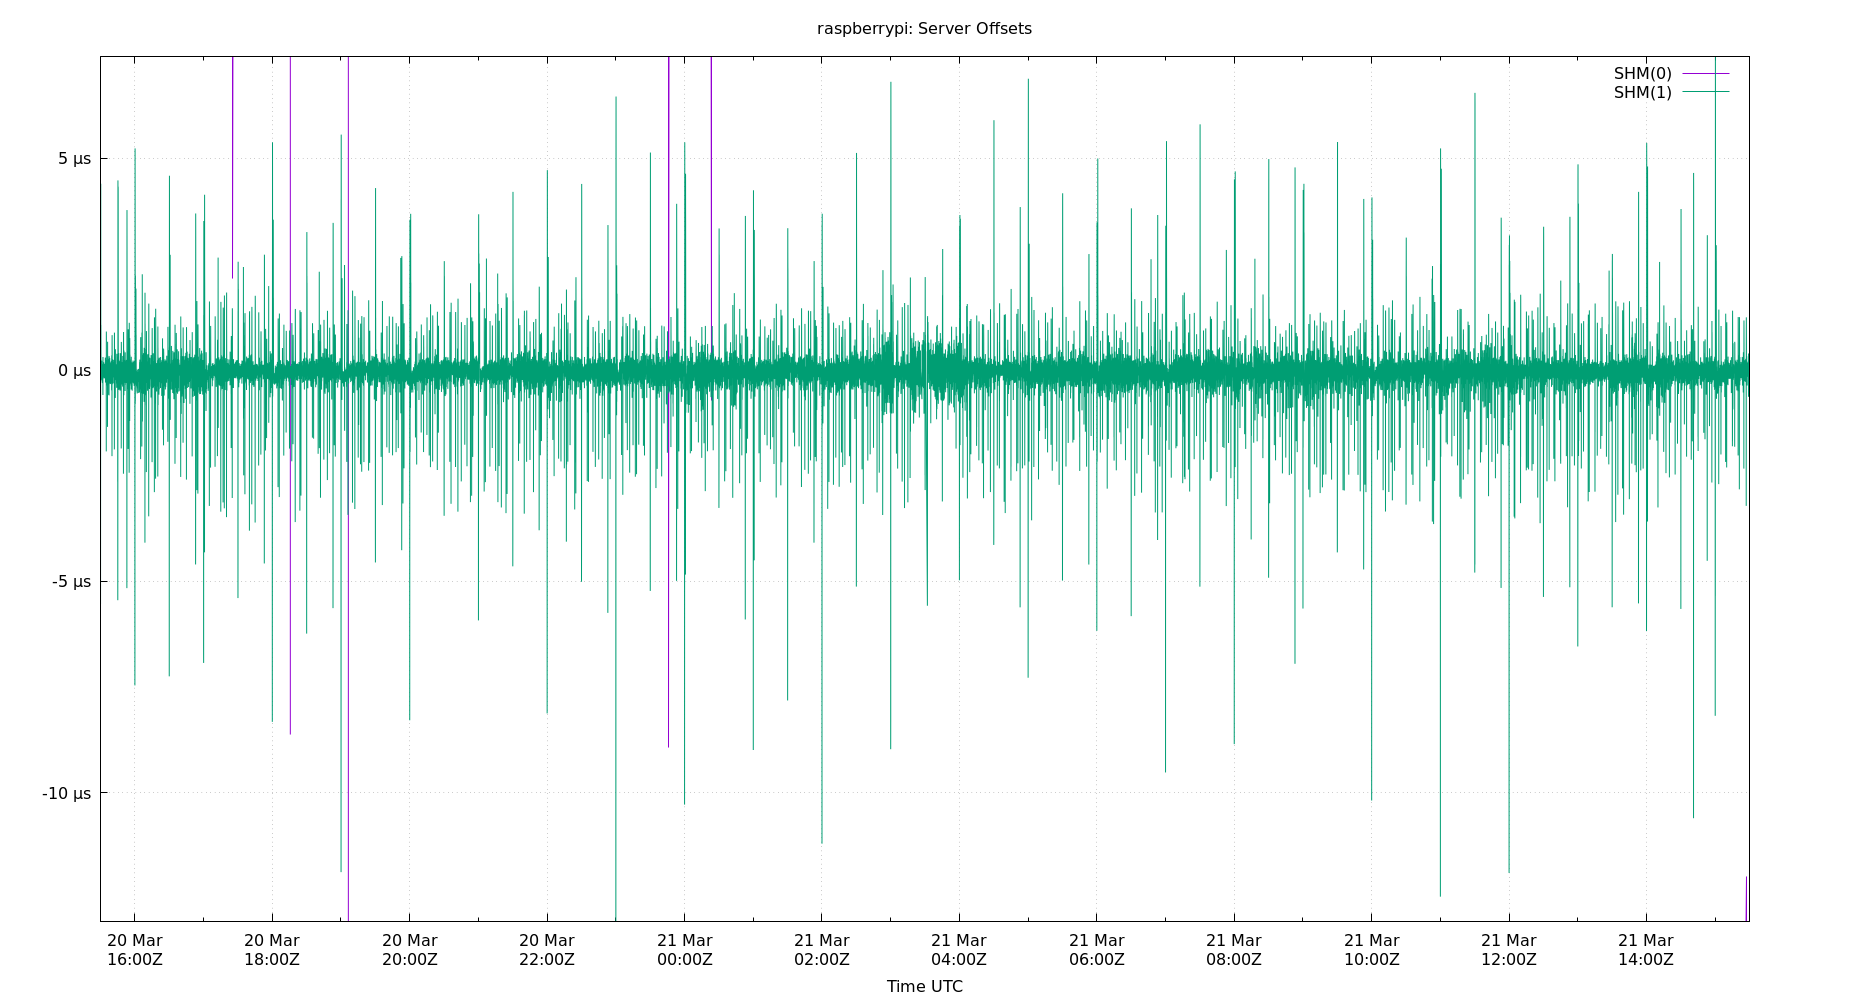 raspberrypi: Server Offsets
SHM(0)
SHM(1)
5 µs
0 µs
-5 µs
-10 µs
20 Mar 20 Mar 20 Mar 20 Mar 21 Mar 21 Mar 21 Mar 21 Mar 21 Mar 21 Mar 21 Mar 21 Mar
16:00Z 18:00Z 20:00Z 22:00Z 00:00Z 02:00Z 04:00Z 06:00Z 08:00Z 10:00Z 12:00Z 14:00Z
Time UTC